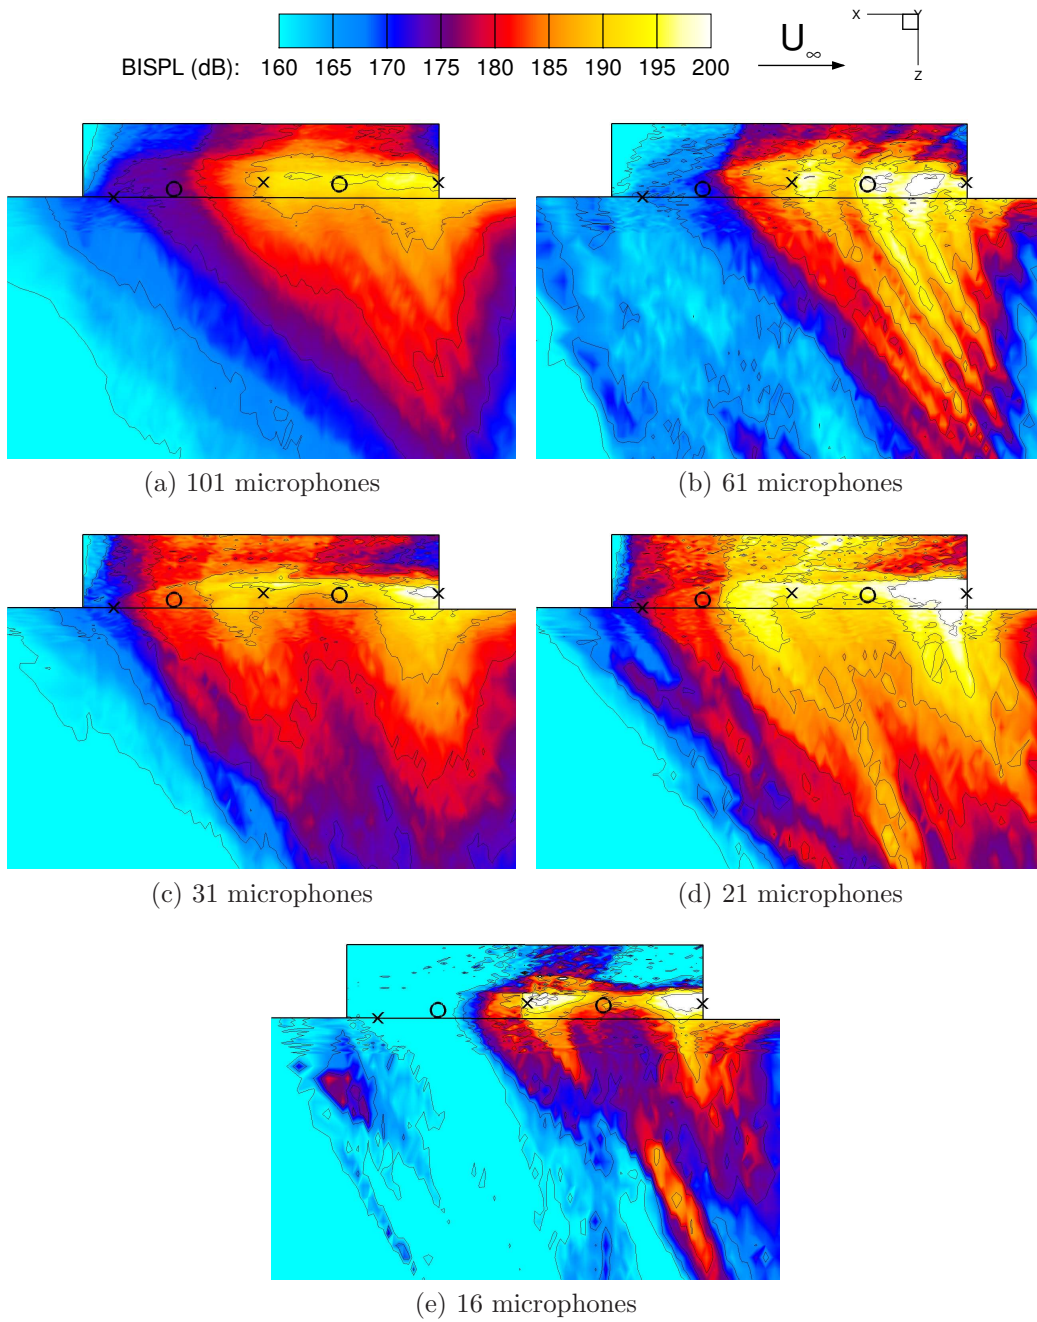 BISPL (dB): 160 165 170 175 180 185 190 195 200
U∞
X Y
Z
(a) 101 microphones
(b) 61 microphones
(c) 31 microphones
(d) 21 microphones
(e) 16 microphones